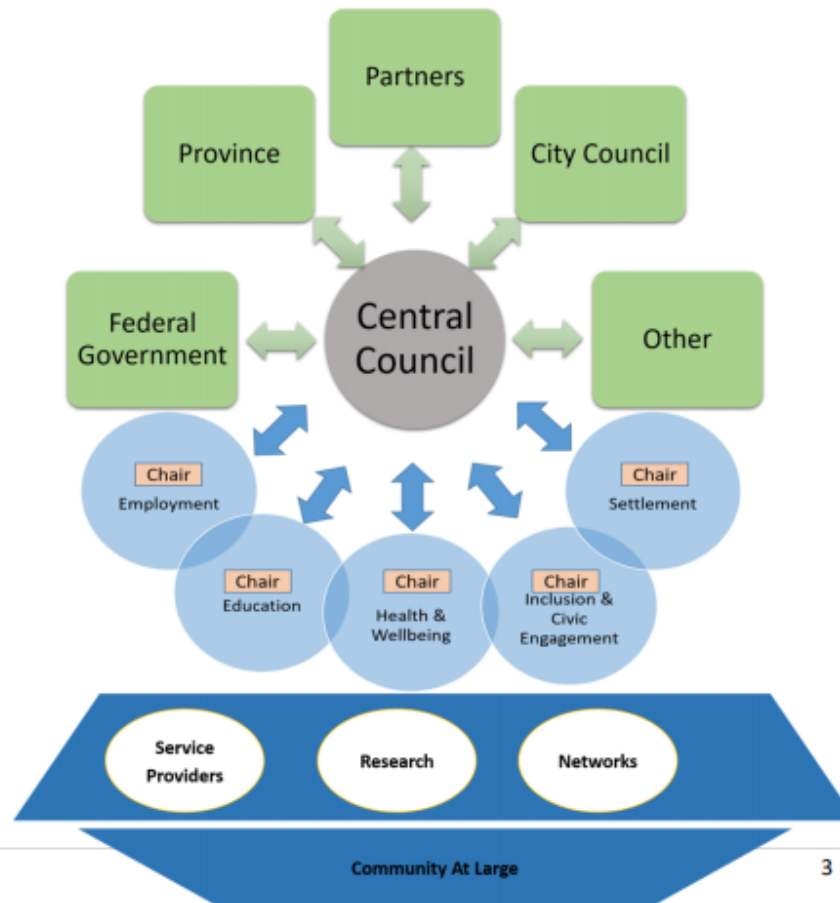 Partners
Province
City Council
Federal
Government
Central
Council
Other
Chair
Employment
Chair
Settlement
Chair
Education
Chair
Health &
Wellbeing
Chair
Inclusion &
Civic
Engagement
Service
Providers
Research
Networks
Community At Large
3